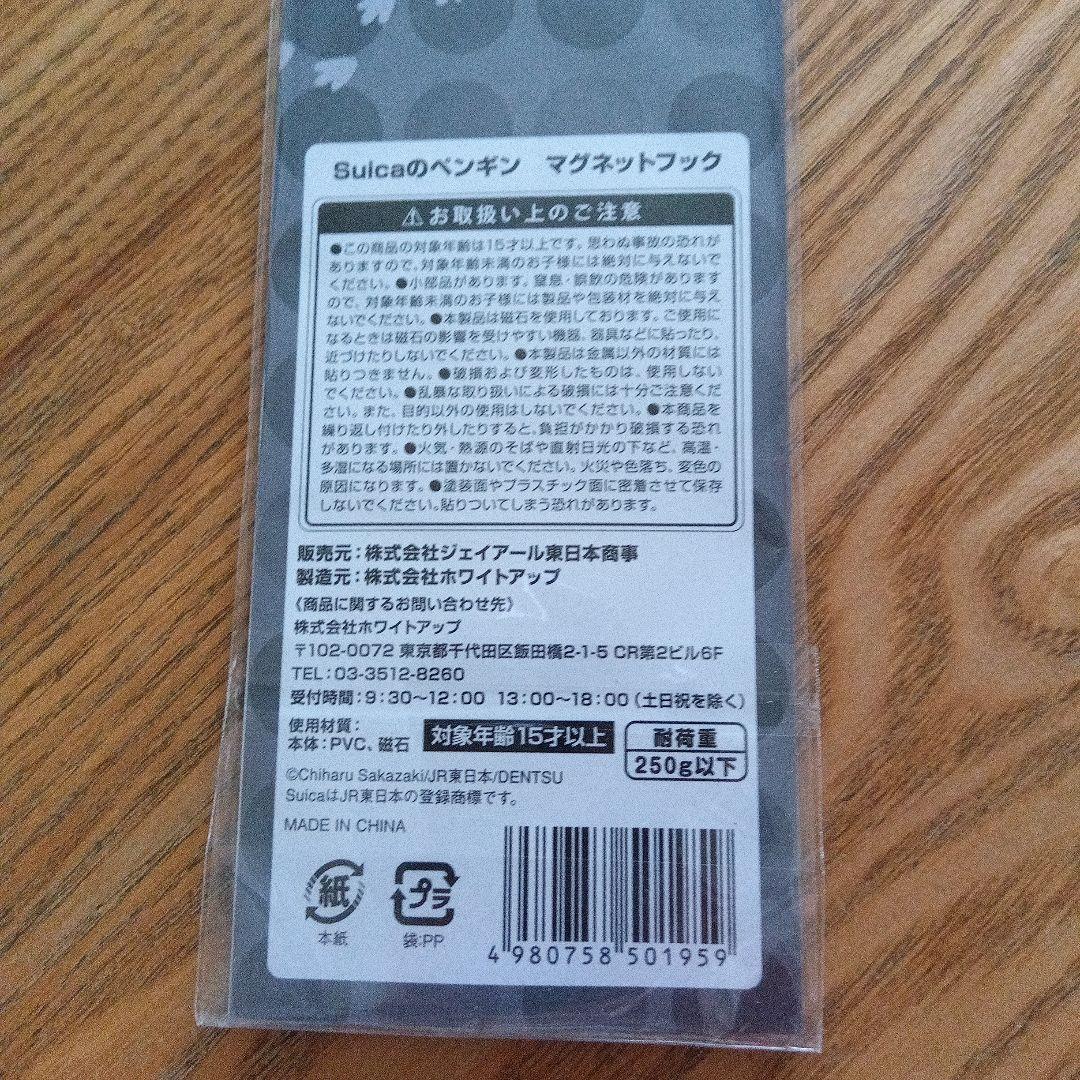 Suicaのペンギン　マグネットフック
⚠お取扱い上のご注意
●この商品の対象年齢は15才以上です。思わぬ事故の恐れが
ありますので、対象年齢未満のお子様には絶対に与えないで
ください。●小部品があります。窒息・誤飲の危険があります
ので、対象年齢未満のお子様には製品や包装材を絶対に与え
ないでください。●本製品は磁石を使用しております。ご使用に
なるときは磁石の影響を受けやすい機器、器具などに貼ったり、
近づけたりしないでください。●本製品は金属以外の材質には
貼りつきません。●破損および変形したものは、使用しない
でください。●乱暴な取り扱いによる破損には十分ご注意くだ
さい。また、目的以外の使用はしないでください。●本商品を
繰り返し付けたり外したりすると、負担がかかり破損する恐れ
があります。●火気・熱源のそばや直射日光の下など、高温・
多湿になる場所には置かないでください。火災や色落ち、変色の
原因になります。●塗装面やプラスチック面に密着させて保存
しないでください。貼りついてしまう恐れがあります。
販売元：株式会社ジェイアール東日本商事
製造元：株式会社ホワイトアップ
《商品に関するお問い合わせ先》
株式会社ホワイトアップ
〒102-0072 東京都千代田区飯田橋2-1-5 CR第2ビル6F
TEL：03-3512-8260
受付時間：9：30〜12：00 13：00〜18：00（土日祝を除く）
使用材質：
本体：PVC、磁石
対象年齢15才以上
耐荷重
250g以下
©Chiharu Sakazaki/JR東日本/DENTSU
SuicaはJR東日本の登録商標です。
MADE IN CHINA
紙
本紙
プラ
袋:PP
4 980758 501959